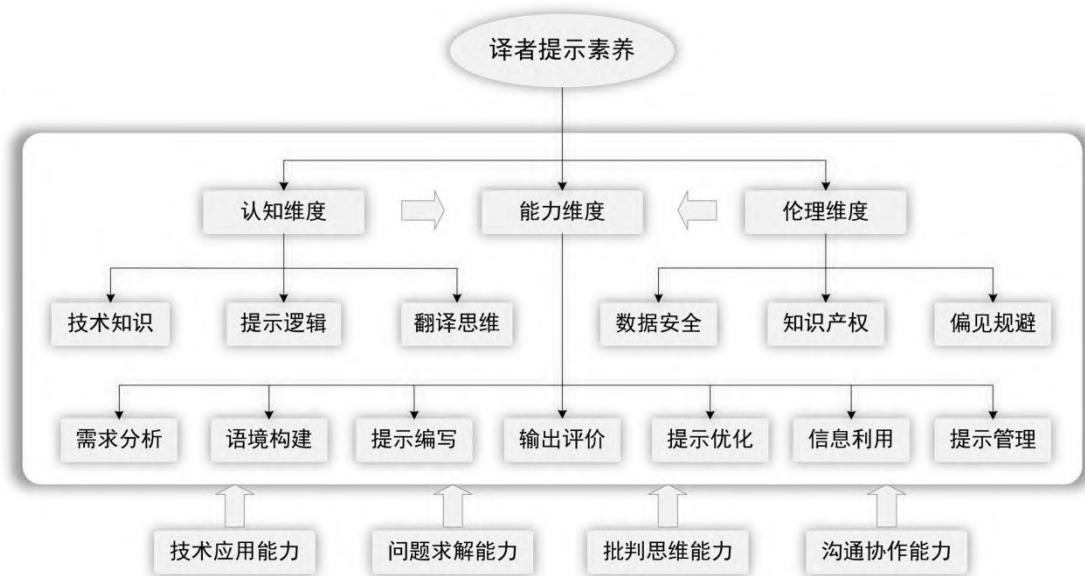 译者提示素养
认知维度
能力维度
伦理维度
技术知识
提示逻辑
翻译思维
数据安全
知识产权
偏见规避
需求分析
语境构建
提示编写
输出评价
提示优化
信息利用
提示管理
技术应用能力
问题求解能力
批判思维能力
沟通协作能力